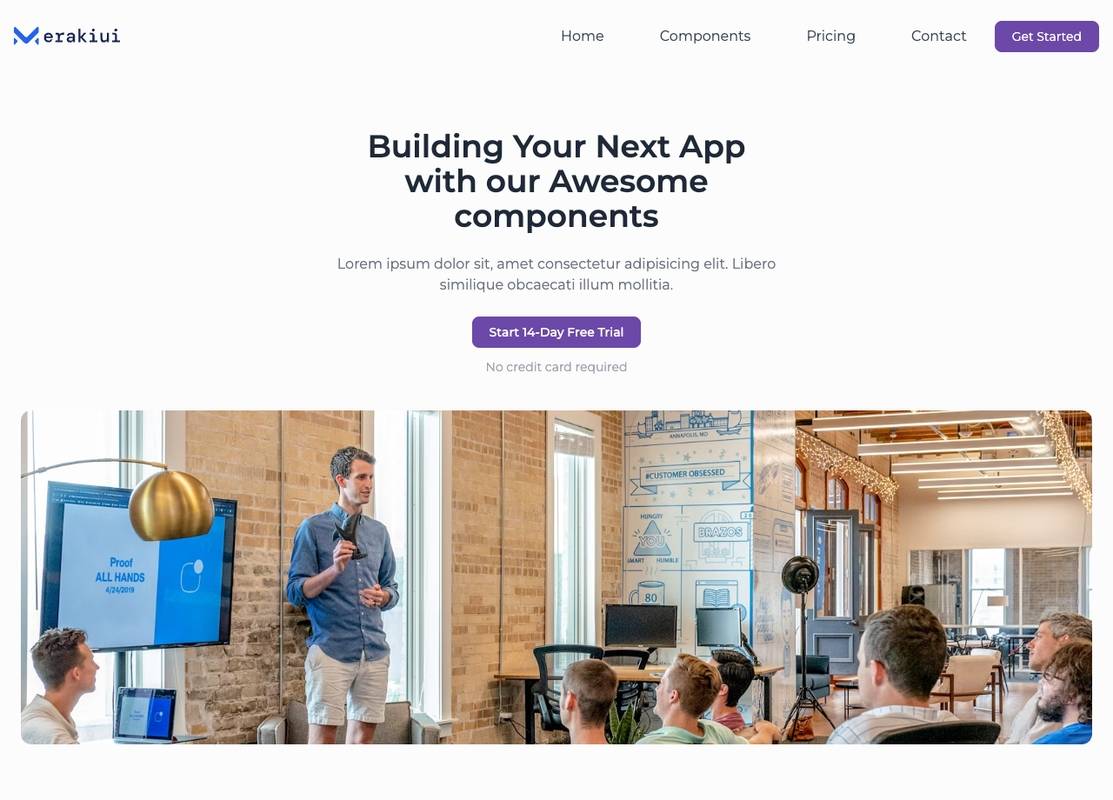 erakiui
Home
Components
Pricing
Contact
Get Started
Building Your Next App
with our Awesome
components
Lorem ipsum dolor sit, amet consectetur adipisicing elit. Libero
similique obcaecati illum mollitia.
Start 14-Day Free Trial
No credit card required
ANNAPOLIS, MD
#CUSTOMER OBSESSED
HUNGRY
YOU
SMART HUMBLE
BRAZOS
80
Proof
ALL HANDS
4/24/2019